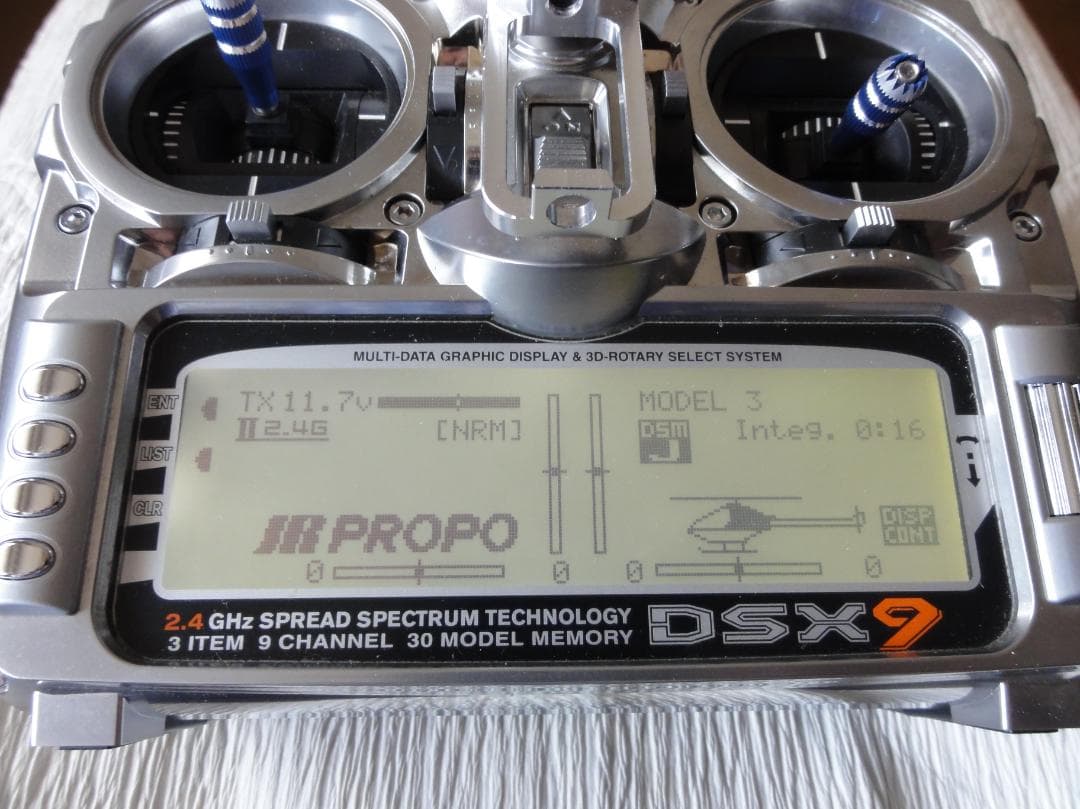 MULTI-DATA GRAPHIC DISPLAY & 3D-ROTARY SELECT SYSTEM
ENT
TX 11.7v
MODEL 3
II 2.4G
[NRM]
DSM J
Integ. 0:16
LIST
CLR
JR PROPO
DISP CONT
0
0
0
0
2.4 GHz SPREAD SPECTRUM TECHNOLOGY
3 ITEM 9 CHANNEL 30 MODEL MEMORY
DSX9